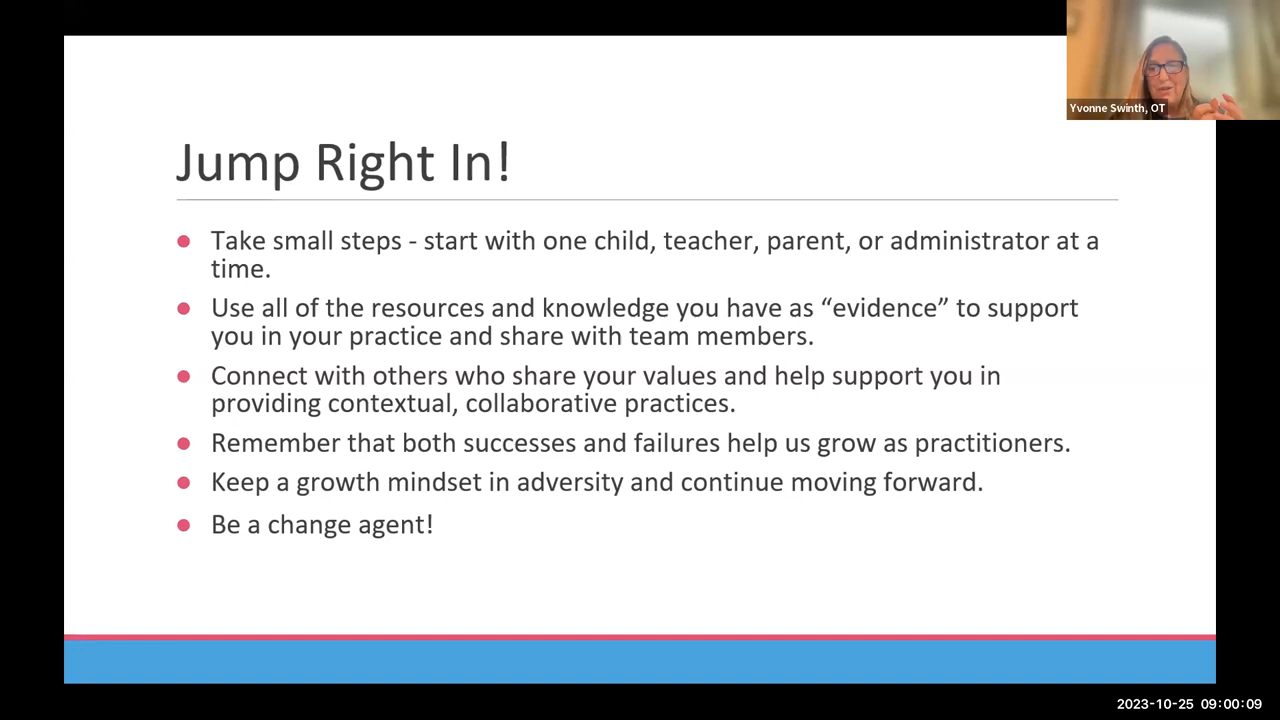 Yvonne Swinth, OT
Jump Right In!
Take small steps - start with one child, teacher, parent, or administrator at a
time.
Use all of the resources and knowledge you have as “evidence” to support
you in your practice and share with team members.
Connect with others who share your values and help support you in
providing contextual, collaborative practices.
Remember that both successes and failures help us grow as practitioners.
Keep a growth mindset in adversity and continue moving forward.
Be a change agent!
2023-10-25 09:00:09